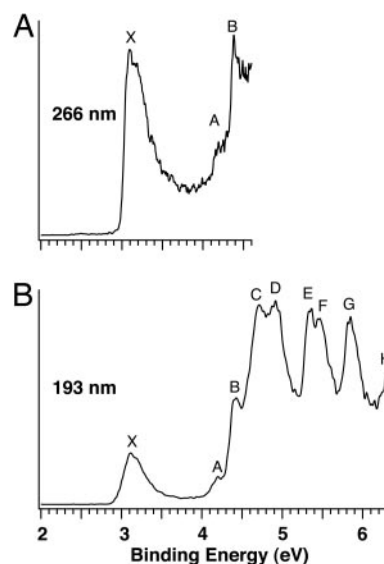 A
X
B
266 nm
A
B
C
D
E
F
G
H
193 nm
B
X
A
2 3 4 5 6
Binding Energy (eV)